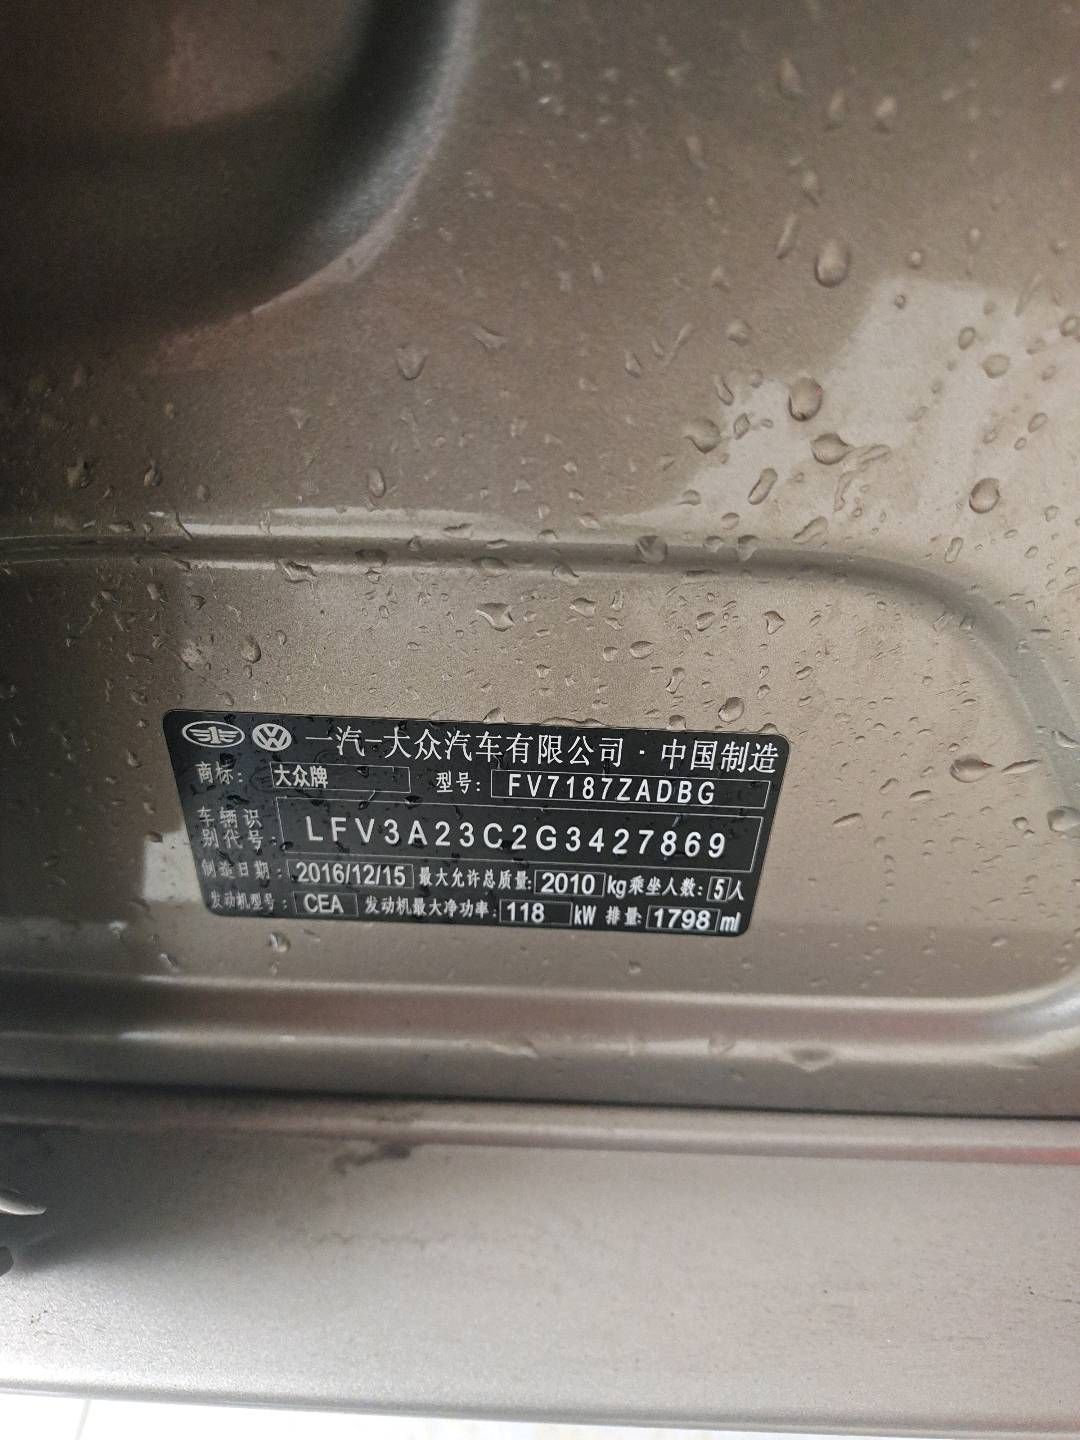 一汽-大众汽车有限公司·中国制造
商标: 大众牌 型号: FV7187ZADBG
车辆识别代号: LFV3A23C2G3427869
制造日期: 2016/12/15 最大允许总质量: 2010 kg 乘坐人数: 5 人
发动机型号: CEA 发动机最大净功率: 118 kW 排量: 1798 ml